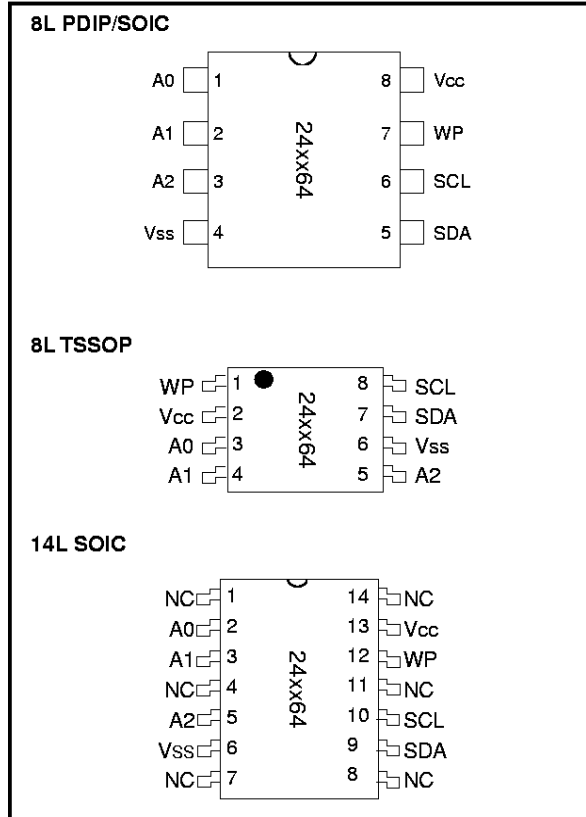 8L PDIP/SOIC
A0 1 8 Vcc
A1 2 7 WP
A2 3 6 SCL
Vss 4 5 SDA
24xx64
8L TSSOP
WP 1 8 SCL
Vcc 2 7 SDA
A0 3 6 Vss
A1 4 5 A2
24xx64
14L SOIC
NC 1 14 NC
A0 2 13 Vcc
A1 3 12 WP
NC 4 11 NC
A2 5 10 SCL
Vss 6 9 SDA
NC 7 8 NC
24xx64